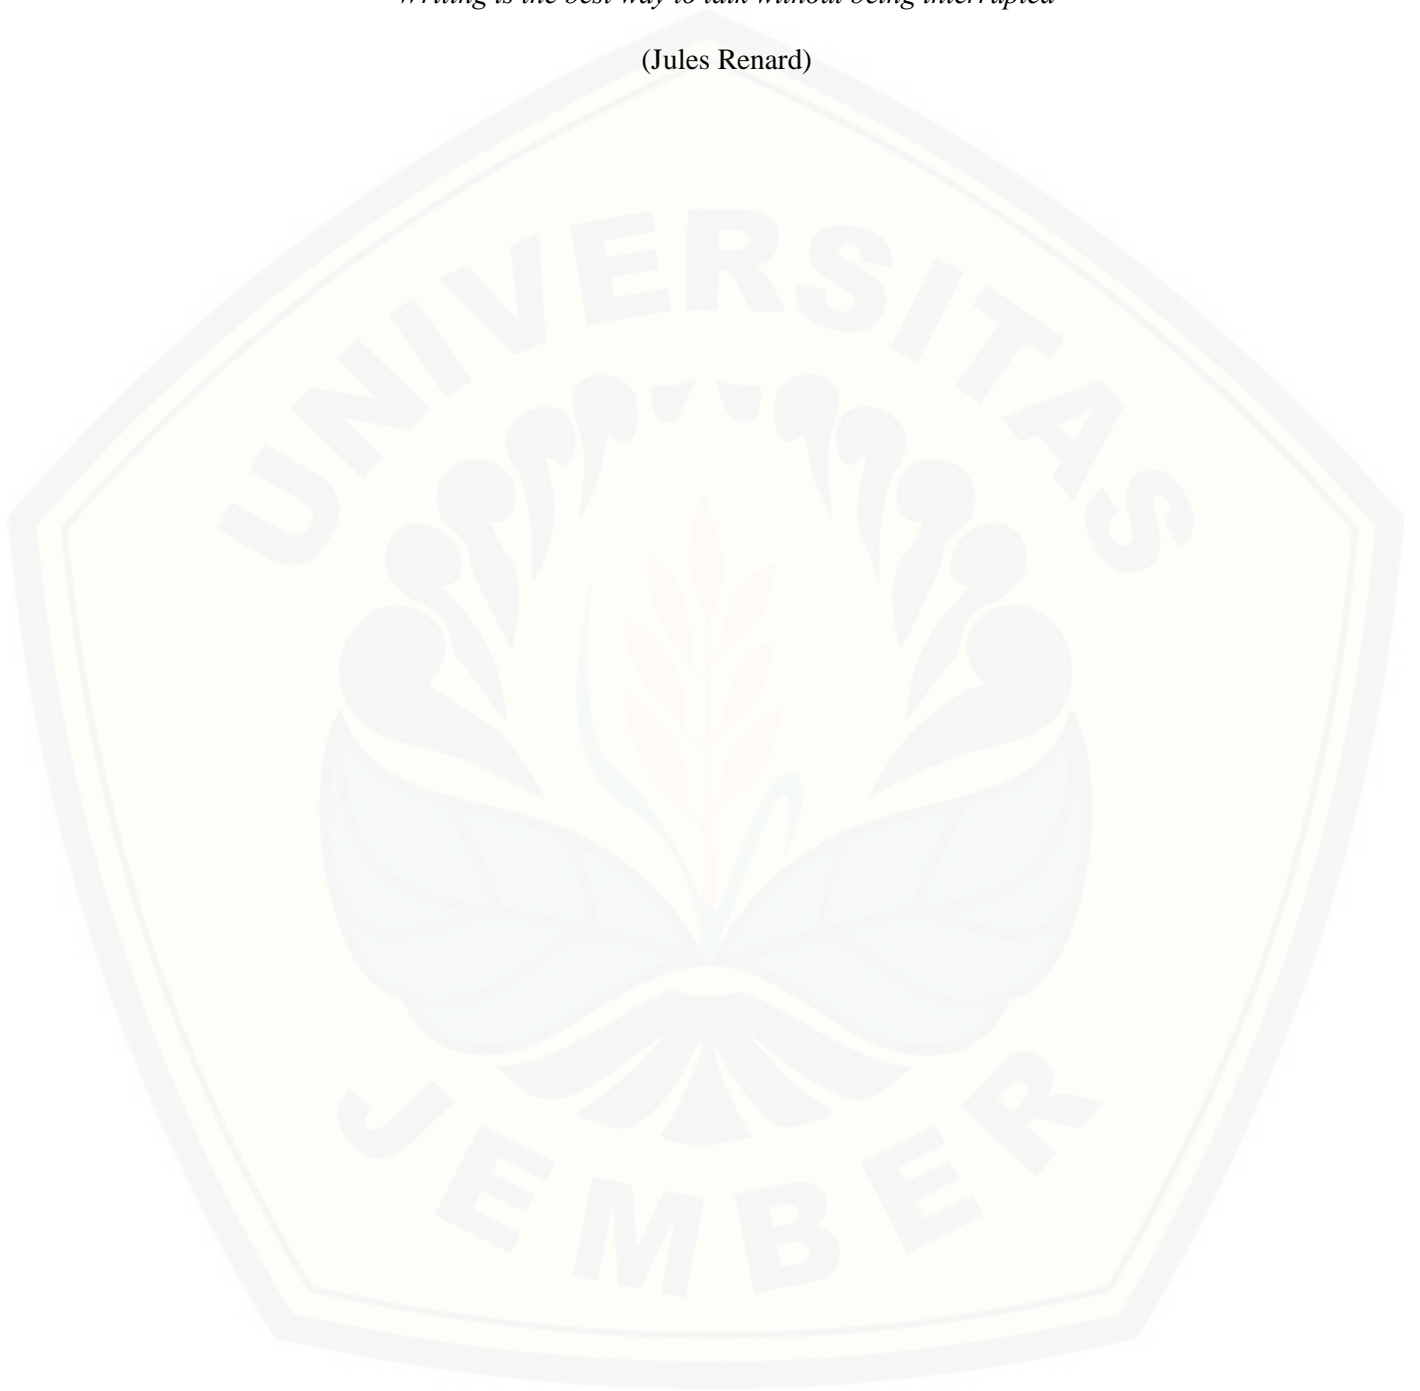 Writing is the best way to talk without being interrupted
(Jules Renard)
UNIVERSITAS
JEMBER